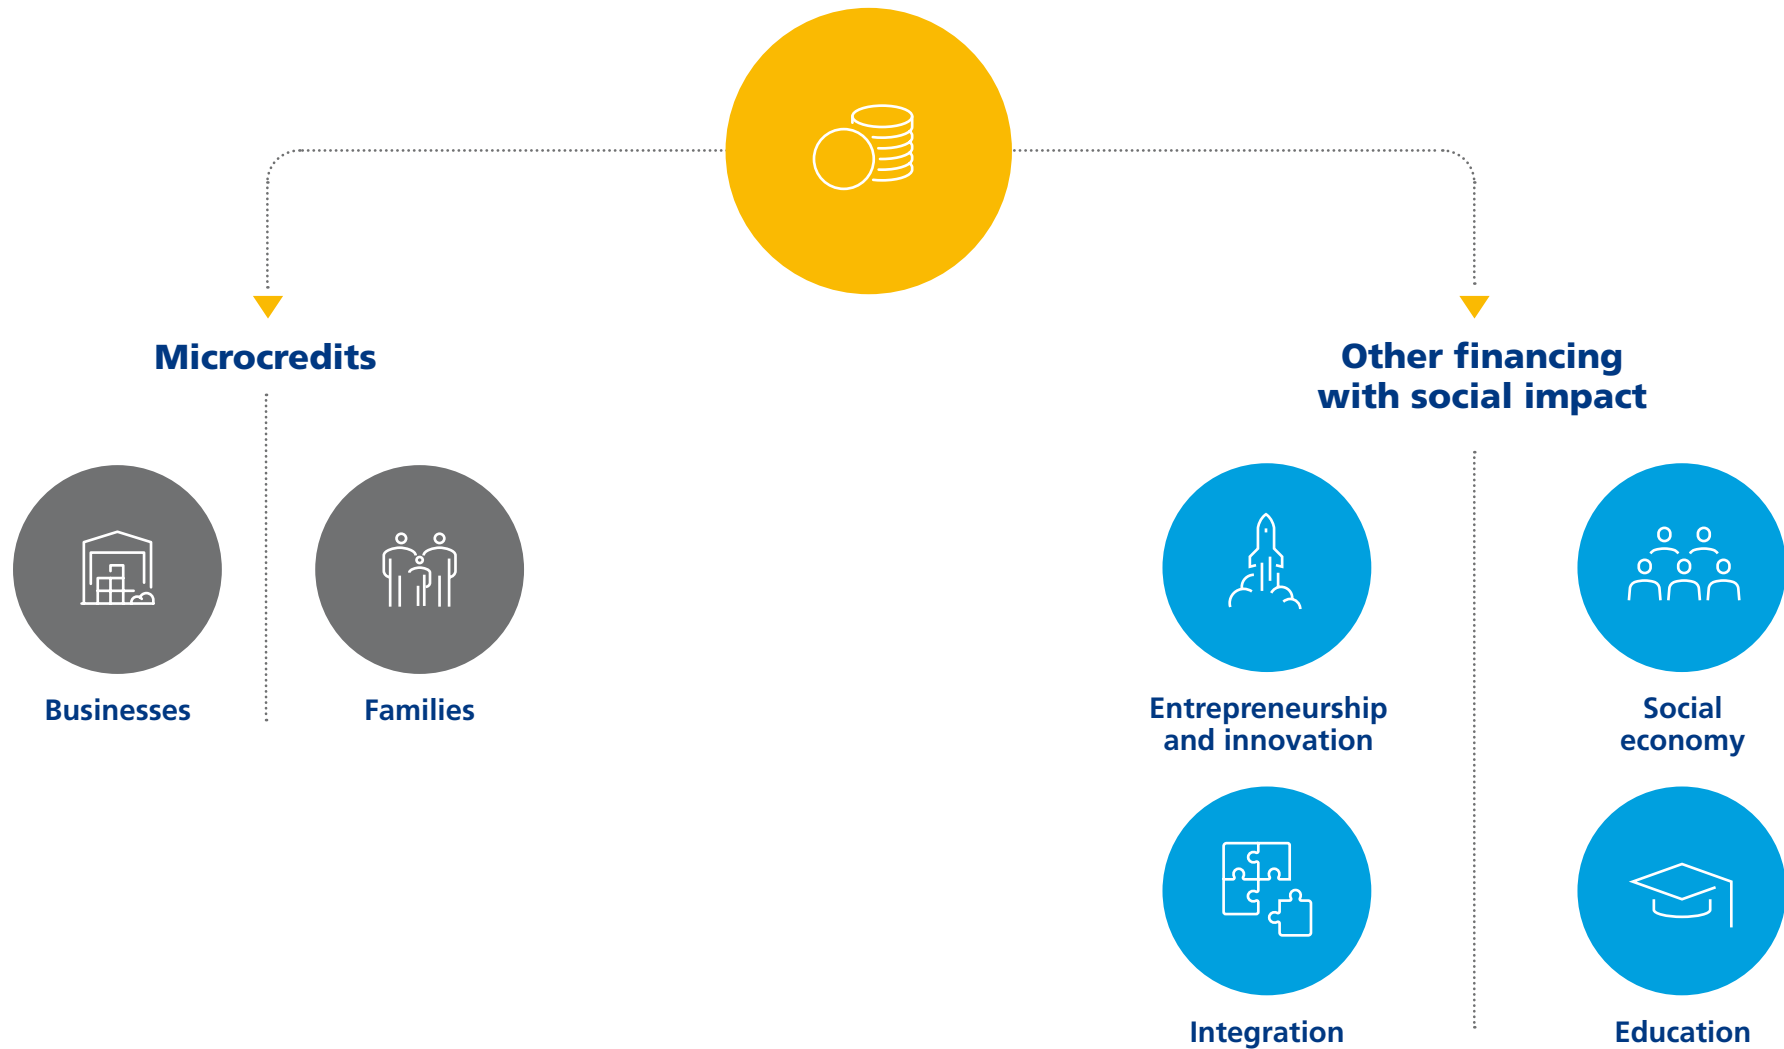 Microcredits
Businesses
Families
Other financing
with social impact
Entrepreneurship
and innovation
Social
economy
Integration
Education